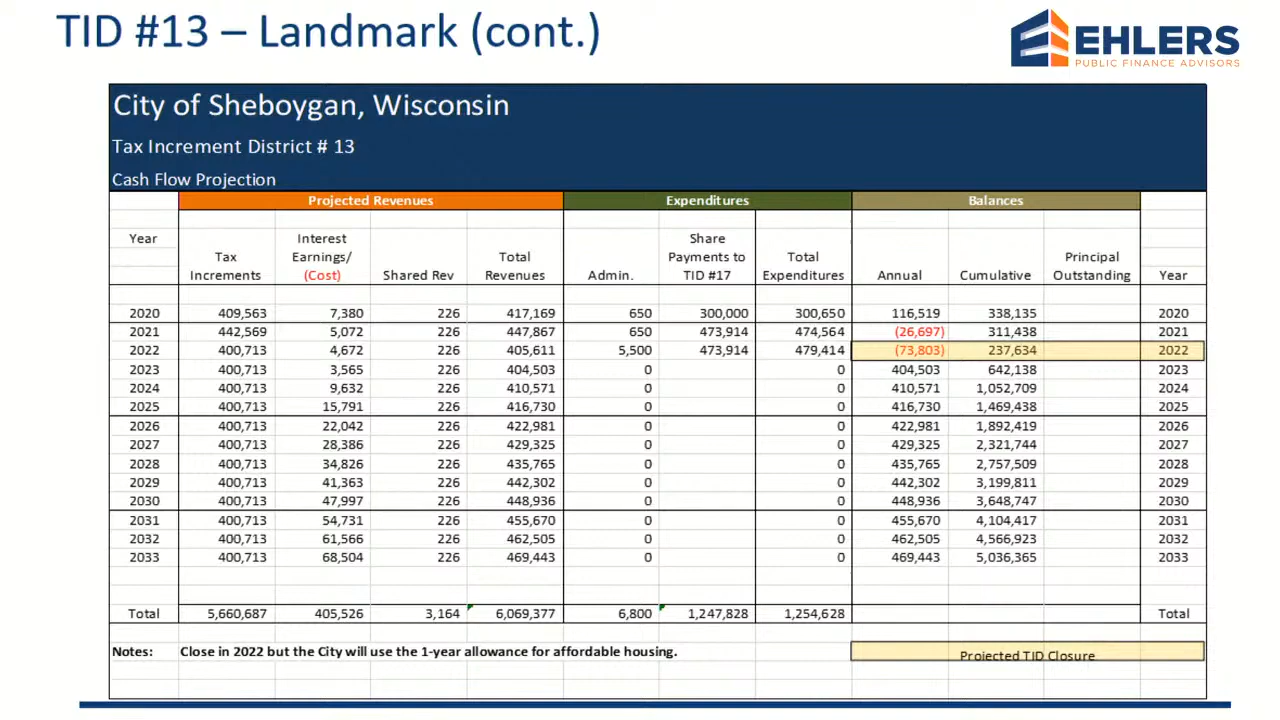 TID #13 – Landmark (cont.)
EHLERS
PUBLIC FINANCE ADVISORS
City of Sheboygan, Wisconsin
Tax Increment District # 13
Cash Flow Projection
Projected Revenues Expenditures Balances
Year Tax Increments Interest Earnings/ (Cost) Shared Rev Total Revenues Admin. Share Payments to TID #17 Total Expenditures Annual Cumulative Principal Outstanding Year
2020 409,563 7,380 226 417,169 650 300,000 300,650 116,519 338,135 2020
2021 442,569 5,072 226 447,867 650 473,914 474,564 (26,697) 311,438 2021
2022 400,713 4,672 226 405,611 5,500 473,914 479,414 (73,803) 237,634 2022
2023 400,713 3,565 226 404,503 0 0 404,503 642,138 2023
2024 400,713 9,632 226 410,571 0 0 410,571 1,052,709 2024
2025 400,713 15,791 226 416,730 0 0 416,730 1,469,438 2025
2026 400,713 22,042 226 422,981 0 0 422,981 1,892,419 2026
2027 400,713 28,386 226 429,325 0 0 429,325 2,321,744 2027
2028 400,713 34,826 226 435,765 0 0 435,765 2,757,509 2028
2029 400,713 41,363 226 442,302 0 0 442,302 3,199,811 2029
2030 400,713 47,997 226 448,936 0 0 448,936 3,648,747 2030
2031 400,713 54,731 226 455,670 0 0 455,670 4,104,417 2031
2032 400,713 61,566 226 462,505 0 0 462,505 4,566,923 2032
2033 400,713 68,504 226 469,443 0 0 469,443 5,036,365 2033
Total 5,660,687 405,526 3,164 6,069,377 6,800 1,247,828 1,254,628 Total
Notes: Close in 2022 but the City will use the 1-year allowance for affordable housing.
Projected TID Closure